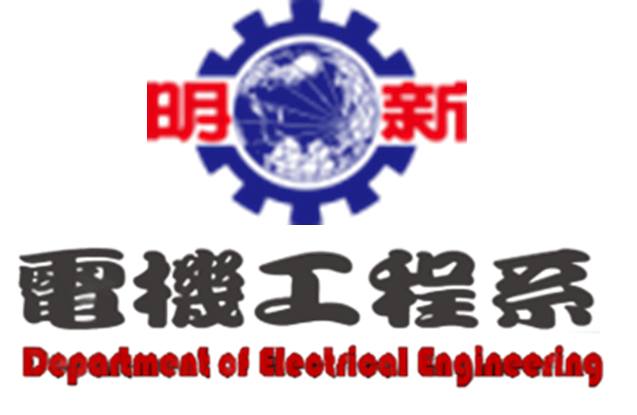 明新
電機工程系
Department of Electrical Engineering